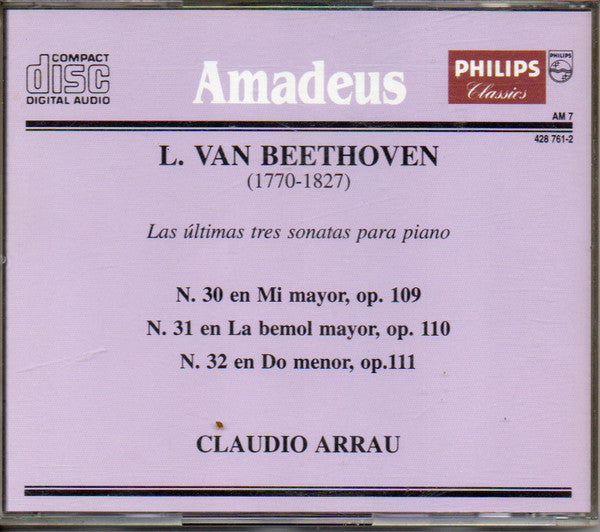 COMPACT
disc
DIGITAL AUDIO
Amadeus
PHILIPS
Classics
PHILIPS
AM 7
428 761-2
L. VAN BEETHOVEN
(1770-1827)
Las últimas tres sonatas para piano
N. 30 en Mi mayor, op. 109
N. 31 en La bemol mayor, op. 110
N. 32 en Do menor, op.111
CLAUDIO ARRAU